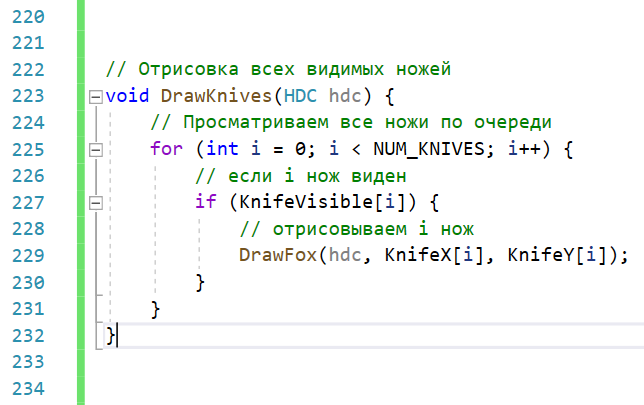 220
221
222 // Отрисовка всех видимых ножей
223 void DrawKnives(HDC hdc) {
224 // Просматриваем все ножи по очереди
225 for (int i = 0; i < NUM_KNIVES; i++) {
226 // если i нож виден
227 if (KnifeVisible[i]) {
228 // отрисовываем i нож
229 DrawFox(hdc, KnifeX[i], KnifeY[i]);
230 }
231 }
232 }
233
234